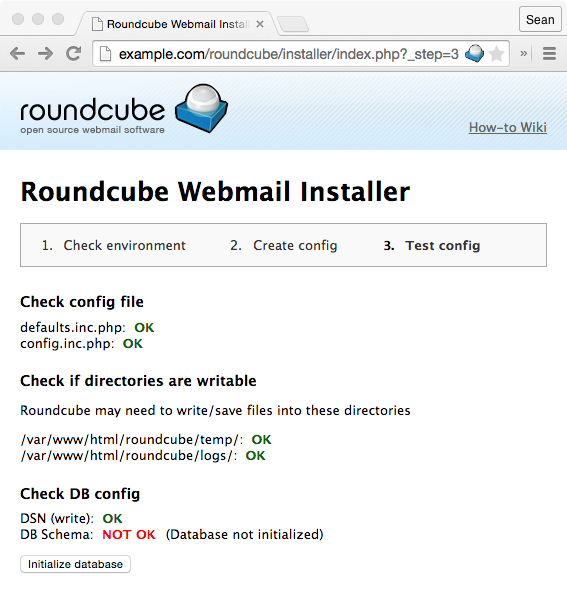 Sean
Roundcube Webmail Instal
example.com/roundcube/installer/index.php?_step=3
»
roundcube
open source webmail software
How-to Wiki
Roundcube Webmail Installer
1. Check environment 2. Create config 3. Test config
Check config file
defaults.inc.php: OK
config.inc.php: OK
Check if directories are writable
Roundcube may need to write/save files into these directories
/var/www/html/roundcube/temp/: OK
/var/www/html/roundcube/logs/: OK
Check DB config
DSN (write): OK
DB Schema: NOT OK (Database not initialized)
Initialize database